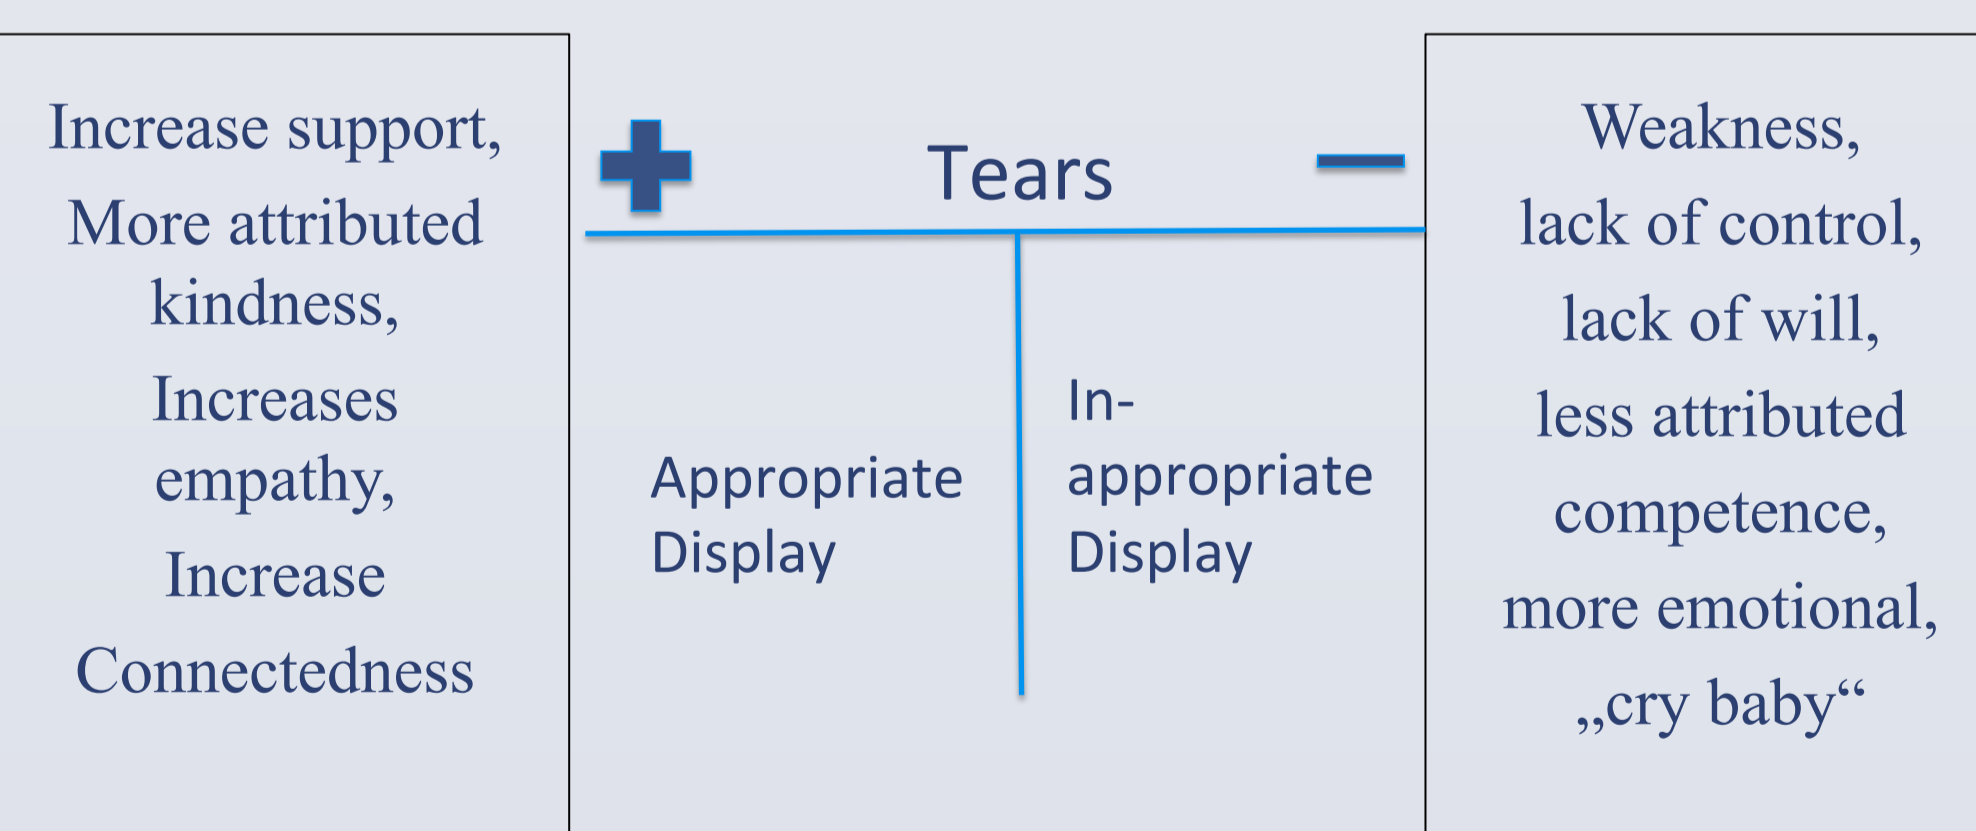 Increase support,
More attributed
kindness,
Increases
empathy,
Increase
Connectedness
Tears
Appropriate
Display
In-
appropriate
Display
Weakness,
lack of control,
lack of will,
less attributed
competence,
more emotional,
„cry baby“